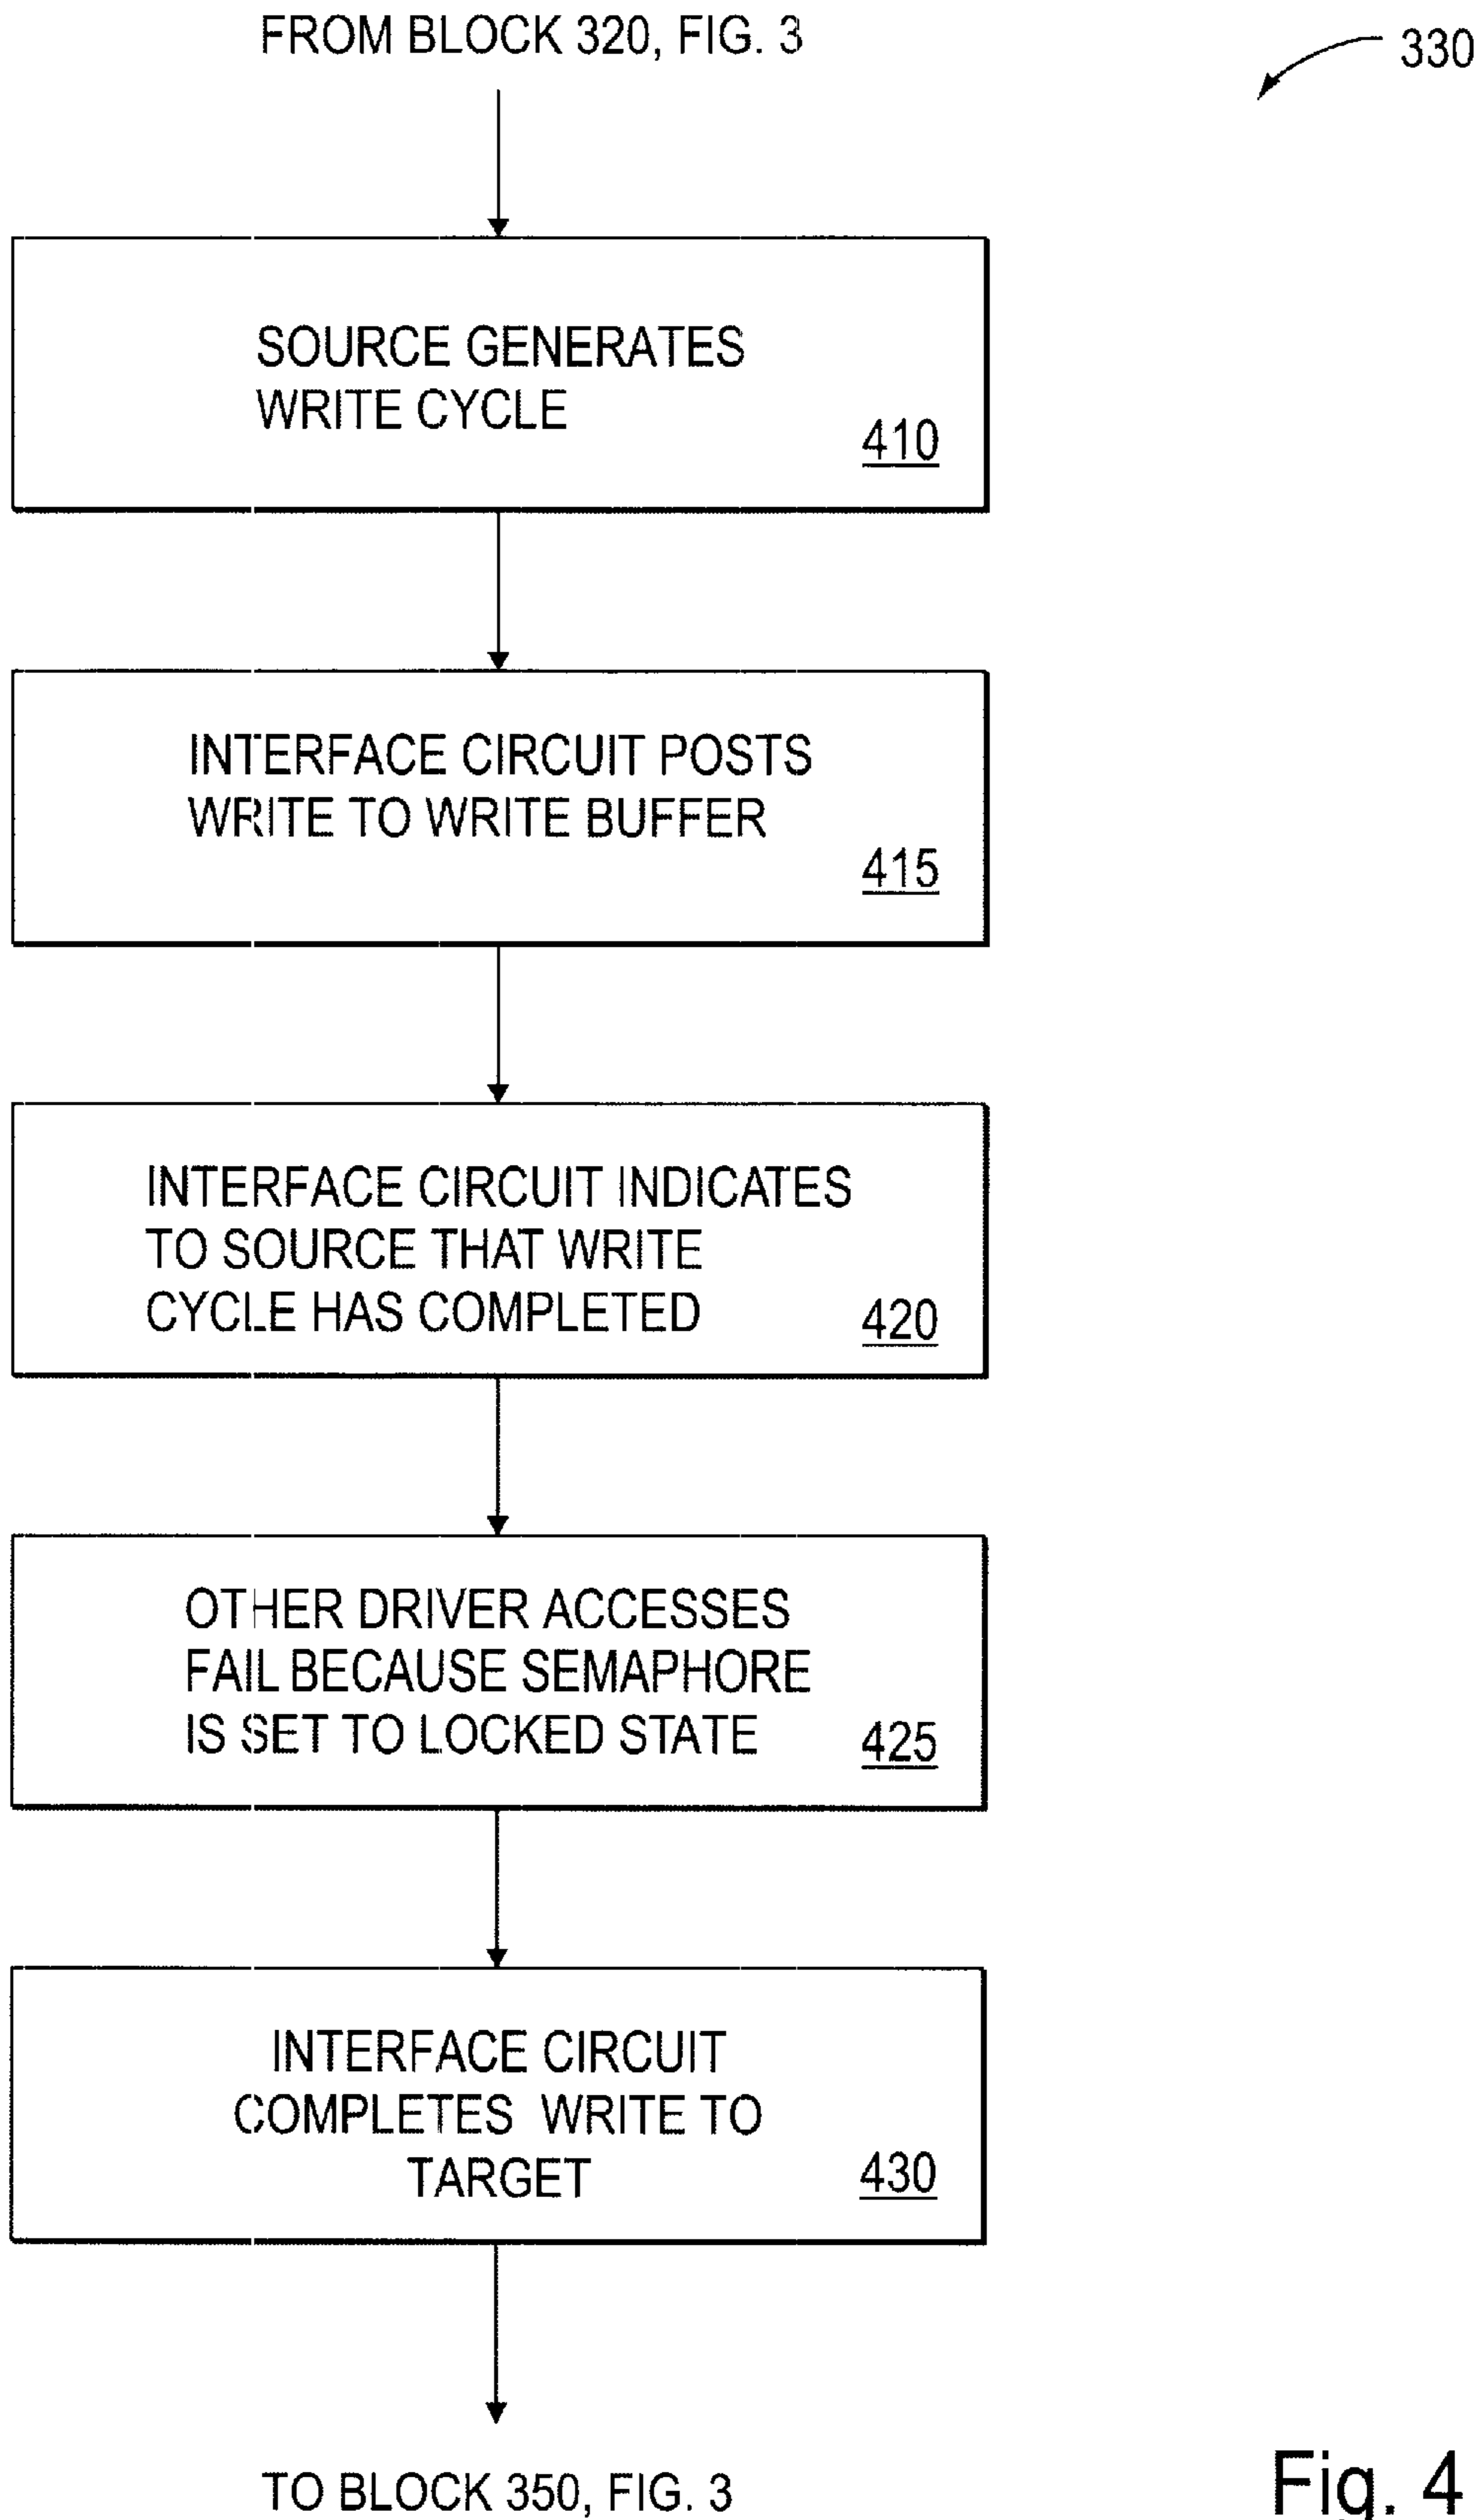 FROM BLOCK 320, FIG. 3
330
SOURCE GENERATES
WRITE CYCLE
410
INTERFACE CIRCUIT POSTS
WRITE TO WRITE BUFFER
415
INTERFACE CIRCUIT INDICATES
TO SOURCE THAT WRITE
CYCLE HAS COMPLETED
420
OTHER DRIVER ACCESSES
FAIL BECAUSE SEMAPHORE
IS SET TO LOCKED STATE
425
INTERFACE CIRCUIT
COMPLETES WRITE TO
TARGET
430
TO BLOCK 350, FIG. 3
Fig. 4